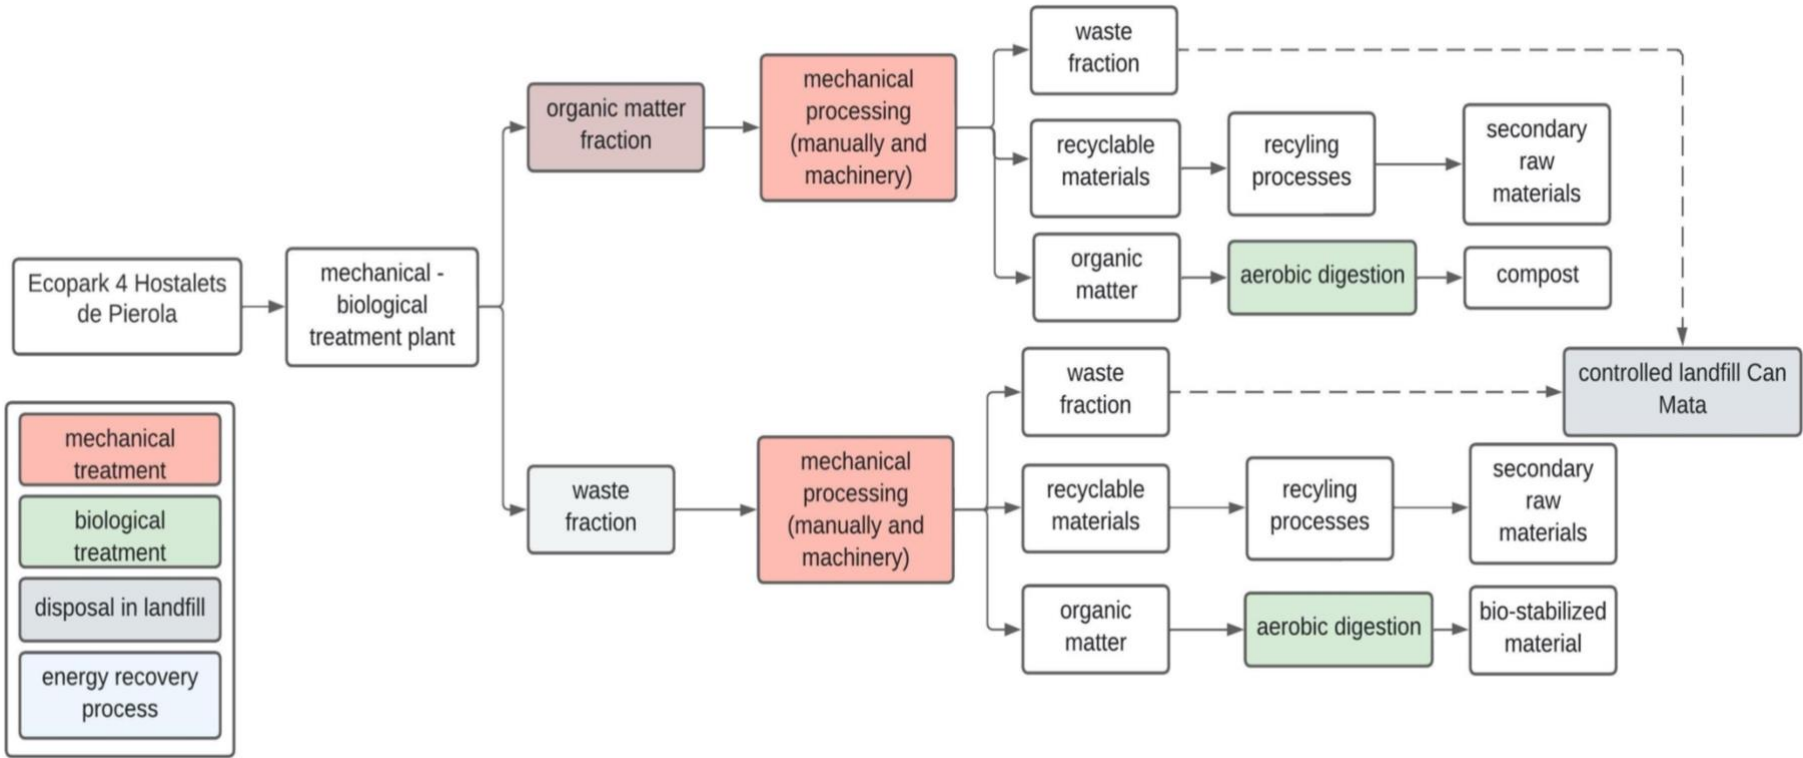 Ecopark 4 Hostalets
de Pierola
mechanical -
biological
treatment plant
organic matter
fraction
mechanical
processing
(manually and
machinery)
waste
fraction
recyclable
materials
recyling
processes
secondary
raw
materials
organic
matter
aerobic digestion
compost
controlled landfill Can
Mata
waste
fraction
mechanical
processing
(manually and
machinery)
waste
fraction
recyclable
materials
recyling
processes
secondary
raw
materials
organic
matter
aerobic digestion
bio-stabilized
material
mechanical
treatment
biological
treatment
disposal in landfill
energy recovery
process